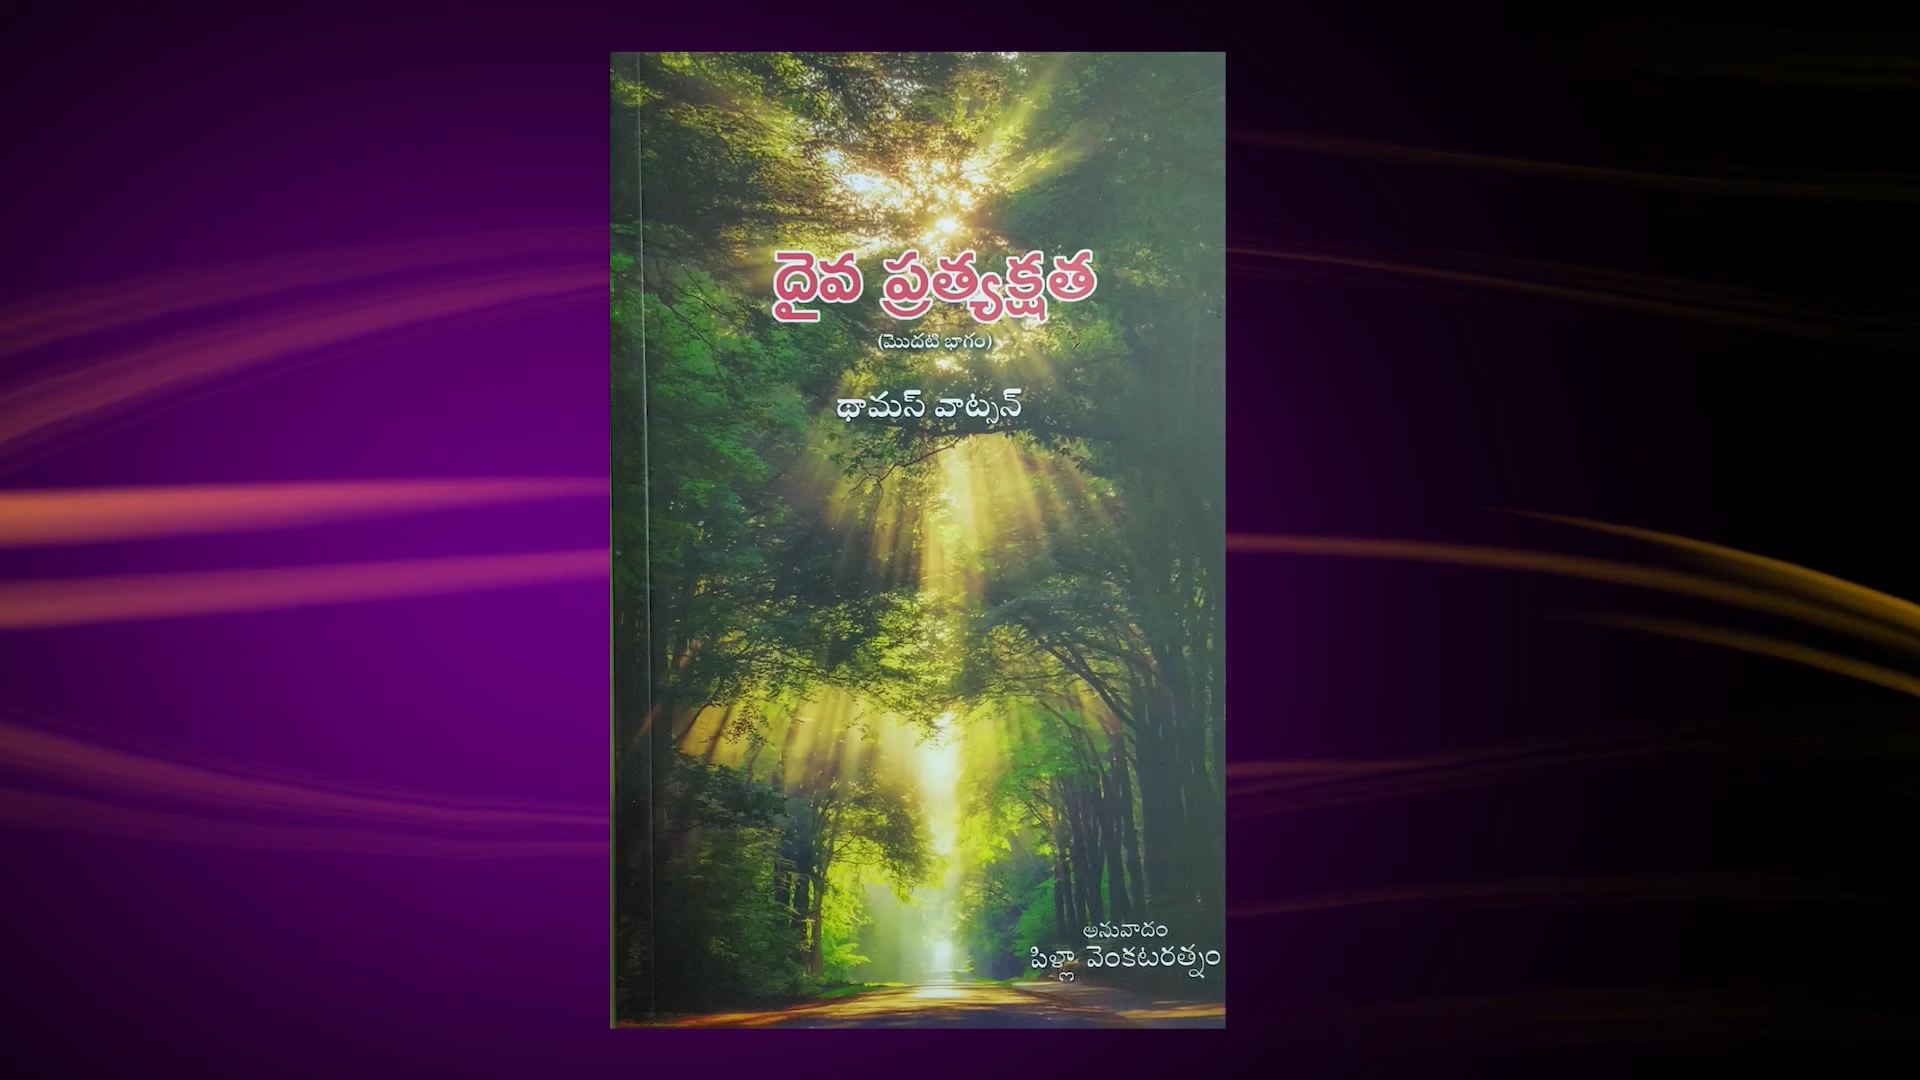 దైవ ప్రత్యక్షత
(మొదటి భాగం)
థామస్ వాట్సన్
అనువాదం
పిళ్లా వెంకటరత్నం